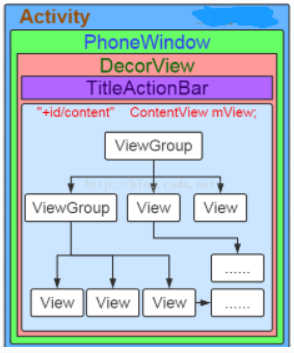 Activity
PhoneWindow
DecorView
TitleActionBar
"+id/content" ContentView mView;
ViewGroup
ViewGroup View View
......
View View View ......